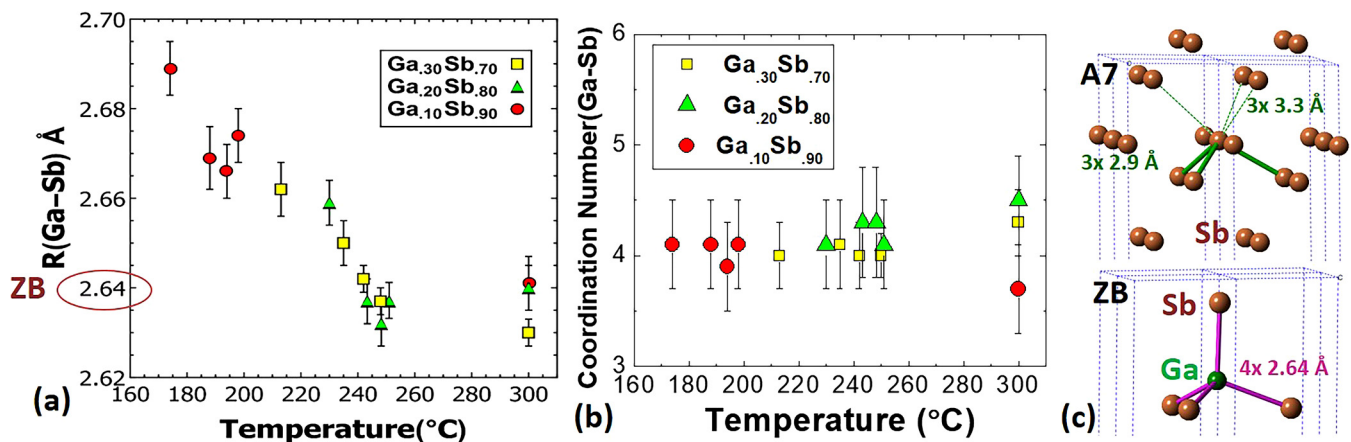 2.70
2.68
2.66
2.64
2.62
R(Ga-Sb) Å
ZB
Ga.30Sb.70
Ga.20Sb.80
Ga.10Sb.90
160 180 200 220 240 260 280 300
Temperature(°C)
(a)
6
5
4
3
Coordination Number(Ga-Sb)
Ga.30Sb.70
Ga.20Sb.80
Ga.10Sb.90
160 180 200 220 240 260 280 300
Temperature (°C)
(b)
A7
3x 3.3 Å
3x 2.9 Å
Sb
ZB
Sb
Ga
4x 2.64 Å
(c)